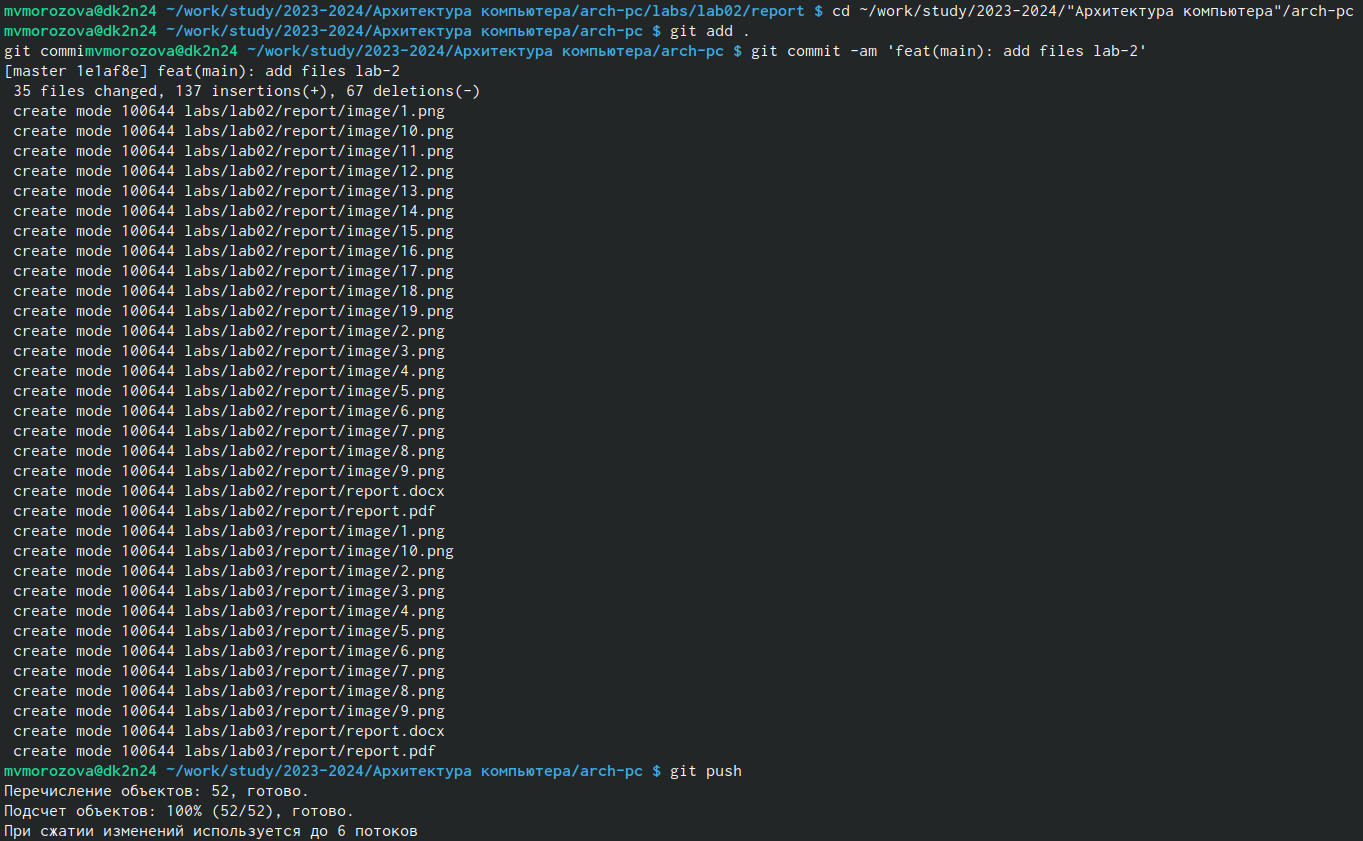 mvmorozova@dk2n24 ~/work/study/2023-2024/Архитектура компьютера/arch-pc/labs/lab02/report $ cd ~/work/study/2023-2024/"Архитектура компьютера"/arch-pc
mvmorozova@dk2n24 ~/work/study/2023-2024/Архитектура компьютера/arch-pc $ git add .
git commimvmorozova@dk2n24 ~/work/study/2023-2024/Архитектура компьютера/arch-pc $ git commit -am 'feat(main): add files lab-2'
[master 1e1af8e] feat(main): add files lab-2
 35 files changed, 137 insertions(+), 67 deletions(-)
 create mode 100644 labs/lab02/report/image/1.png
 create mode 100644 labs/lab02/report/image/10.png
 create mode 100644 labs/lab02/report/image/11.png
 create mode 100644 labs/lab02/report/image/12.png
 create mode 100644 labs/lab02/report/image/13.png
 create mode 100644 labs/lab02/report/image/14.png
 create mode 100644 labs/lab02/report/image/15.png
 create mode 100644 labs/lab02/report/image/16.png
 create mode 100644 labs/lab02/report/image/17.png
 create mode 100644 labs/lab02/report/image/18.png
 create mode 100644 labs/lab02/report/image/19.png
 create mode 100644 labs/lab02/report/image/2.png
 create mode 100644 labs/lab02/report/image/3.png
 create mode 100644 labs/lab02/report/image/4.png
 create mode 100644 labs/lab02/report/image/5.png
 create mode 100644 labs/lab02/report/image/6.png
 create mode 100644 labs/lab02/report/image/7.png
 create mode 100644 labs/lab02/report/image/8.png
 create mode 100644 labs/lab02/report/image/9.png
 create mode 100644 labs/lab02/report/report.docx
 create mode 100644 labs/lab02/report/report.pdf
 create mode 100644 labs/lab03/report/image/1.png
 create mode 100644 labs/lab03/report/image/10.png
 create mode 100644 labs/lab03/report/image/2.png
 create mode 100644 labs/lab03/report/image/3.png
 create mode 100644 labs/lab03/report/image/4.png
 create mode 100644 labs/lab03/report/image/5.png
 create mode 100644 labs/lab03/report/image/6.png
 create mode 100644 labs/lab03/report/image/7.png
 create mode 100644 labs/lab03/report/image/8.png
 create mode 100644 labs/lab03/report/image/9.png
 create mode 100644 labs/lab03/report/report.docx
 create mode 100644 labs/lab03/report/report.pdf
mvmorozova@dk2n24 ~/work/study/2023-2024/Архитектура компьютера/arch-pc $ git push
Перечисление объектов: 52, готово.
Подсчет объектов: 100% (52/52), готово.
При сжатии изменений используется до 6 потоков